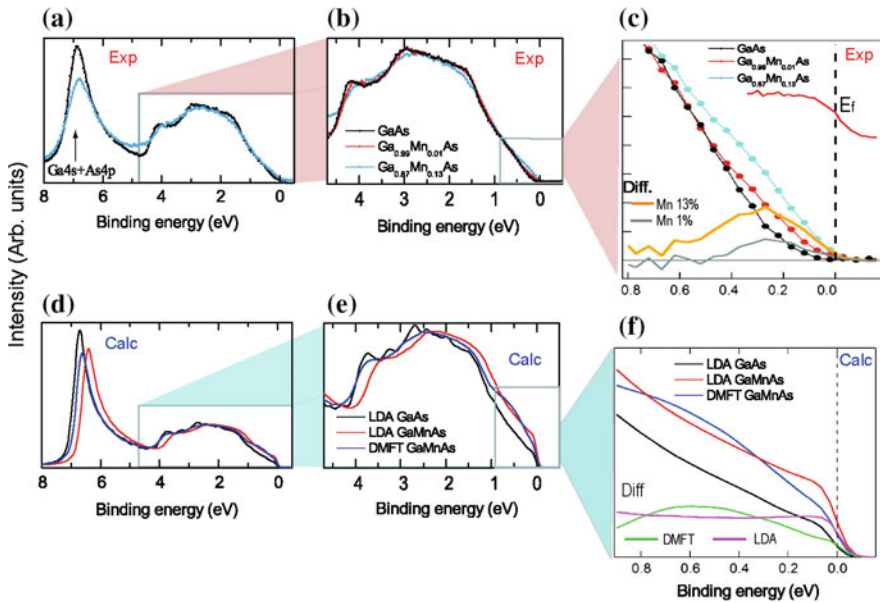 (a)
Exp
Ga4s+As4p
8 6 4 2 0
Binding energy (eV)
(b)
Exp
GaAs
Ga0.99Mn0.01As
Ga0.87Mn0.13As
4 3 2 1 0
Binding energy (eV)
(c)
GaAs
Ga0.99Mn0.01As
Ga0.87Mn0.13As
Exp
Ef
Diff.
Mn 13%
Mn 1%
0.8 0.6 0.4 0.2 0.0
Binding energy (eV)
Intensity (Arb. units)
(d)
Calc
8 6 4 2 0
Binding energy (eV)
(e)
Calc
LDA GaAs
LDA GaMnAs
DMFT GaMnAs
4 3 2 1 0
Binding energy (eV)
(f)
LDA GaAs
LDA GaMnAs
DMFT GaMnAs
Calc
Diff
DMFT LDA
0.8 0.6 0.4 0.2 0.0
Binding energy (eV)